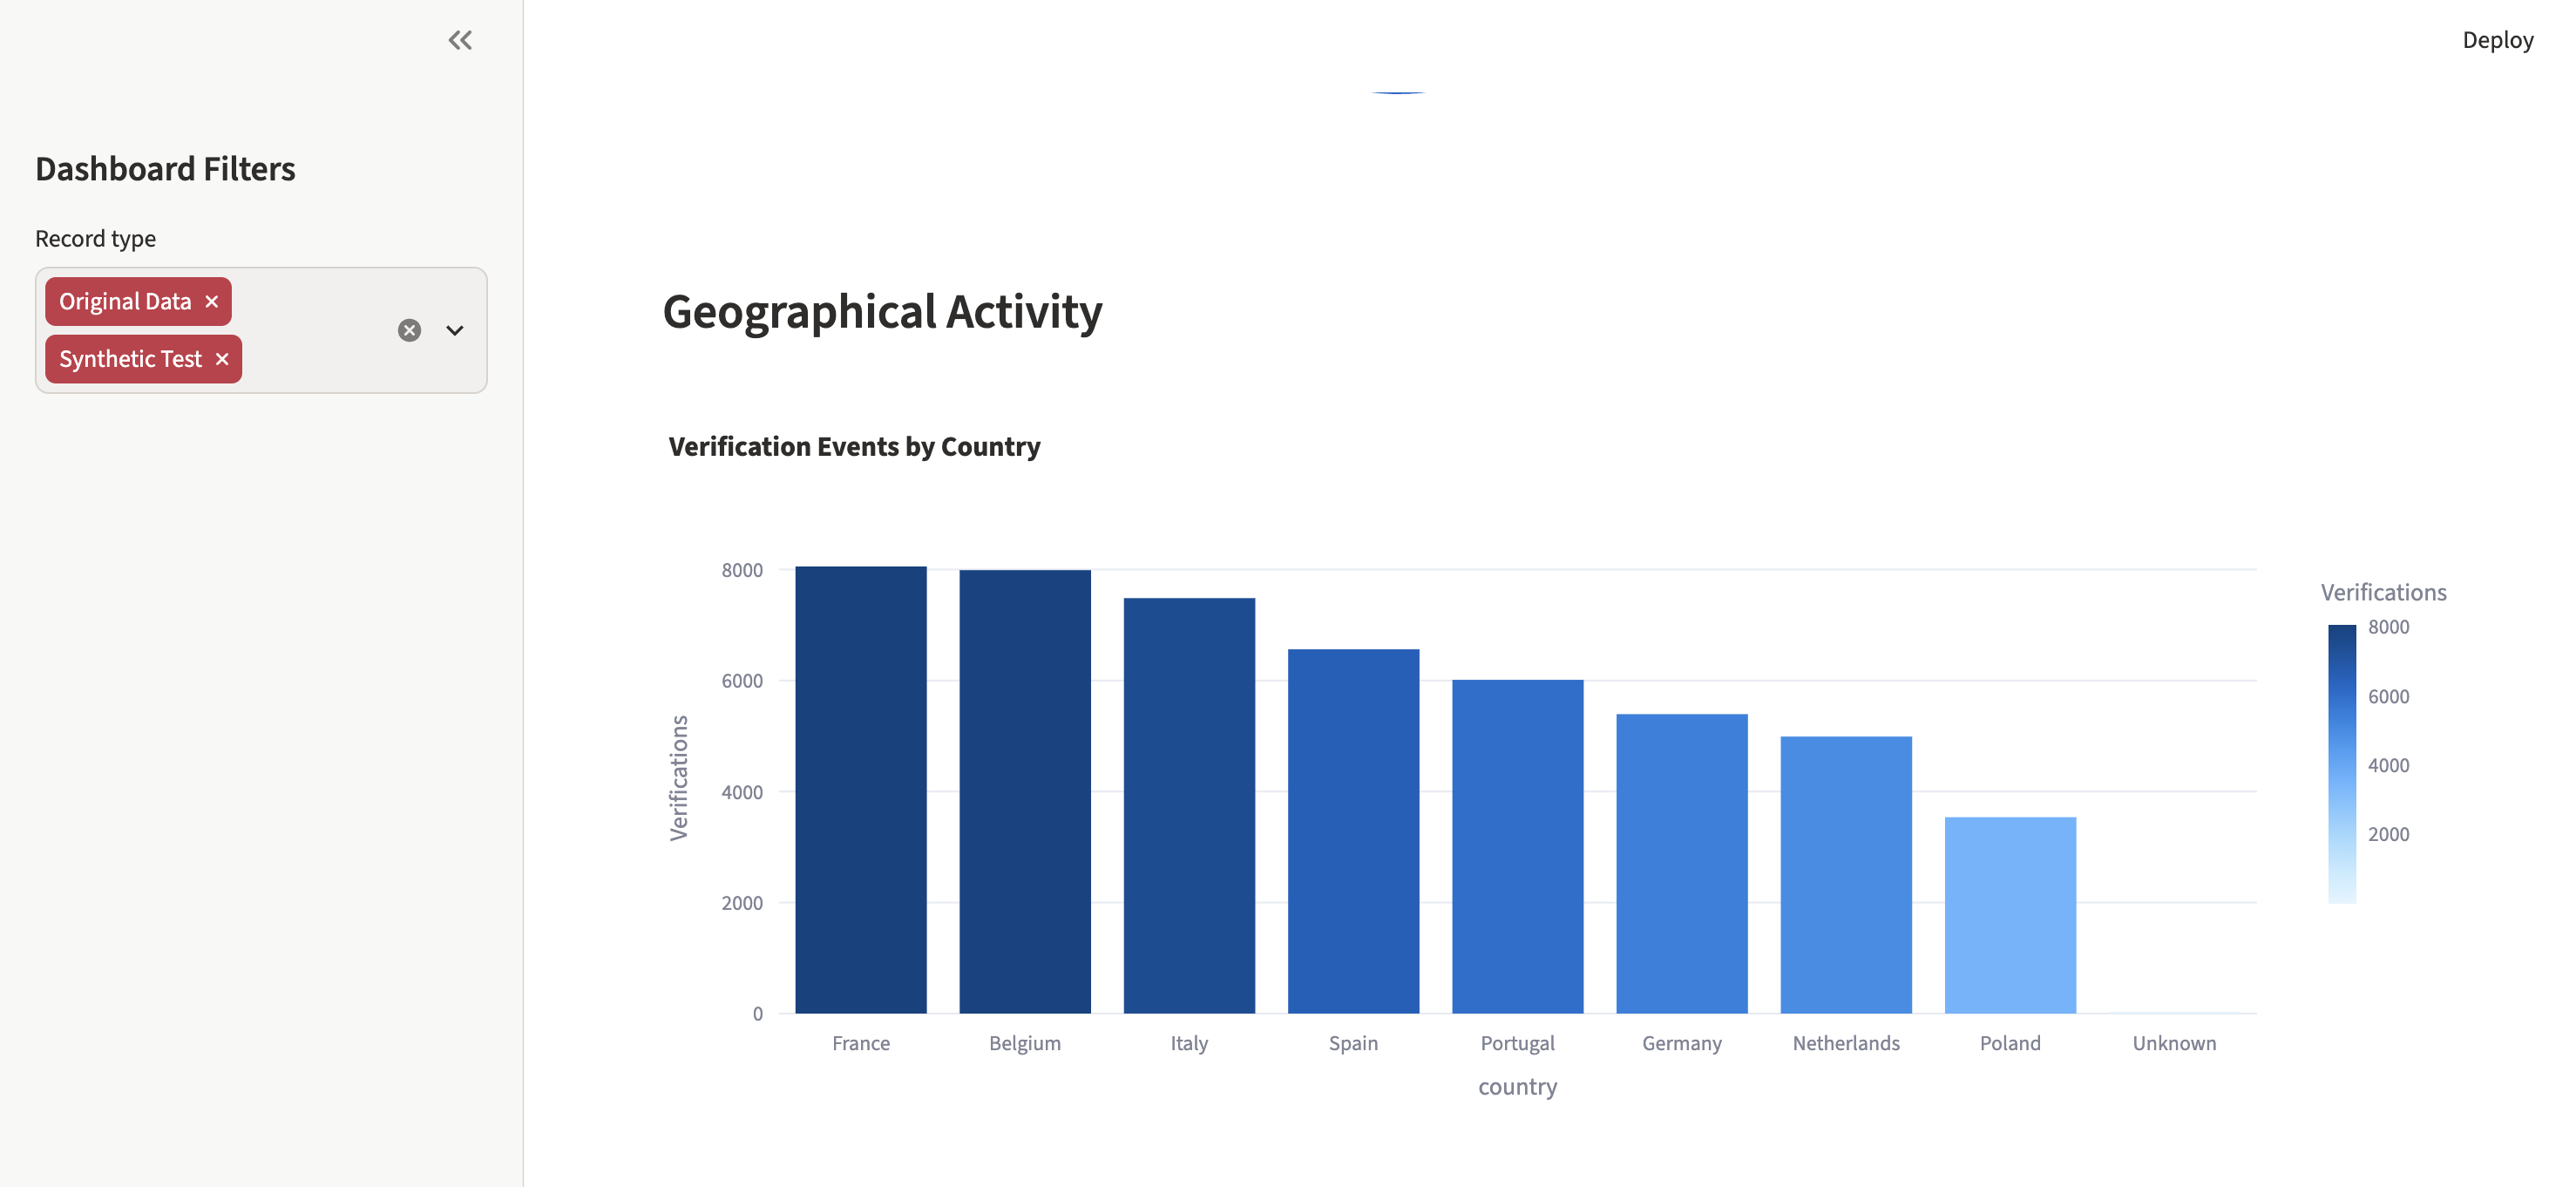 Deploy
Dashboard Filters
Record type
Original Data
Synthetic Test
Geographical Activity
Verification Events by Country
Verifications
8000
6000
4000
2000
0
France Belgium Italy Spain Portugal Germany Netherlands Poland Unknown
country
Verifications
8000
6000
4000
2000